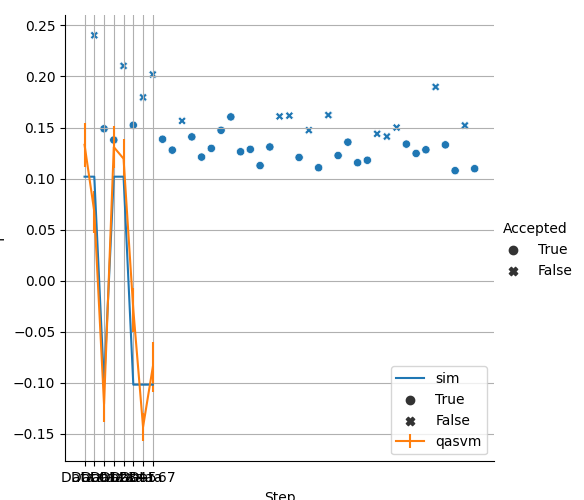 0.25
0.20
0.15
0.10
0.05
0.00
−0.05
−0.10
−0.15
Accepted
True
False
sim
True
False
qasvm
Step